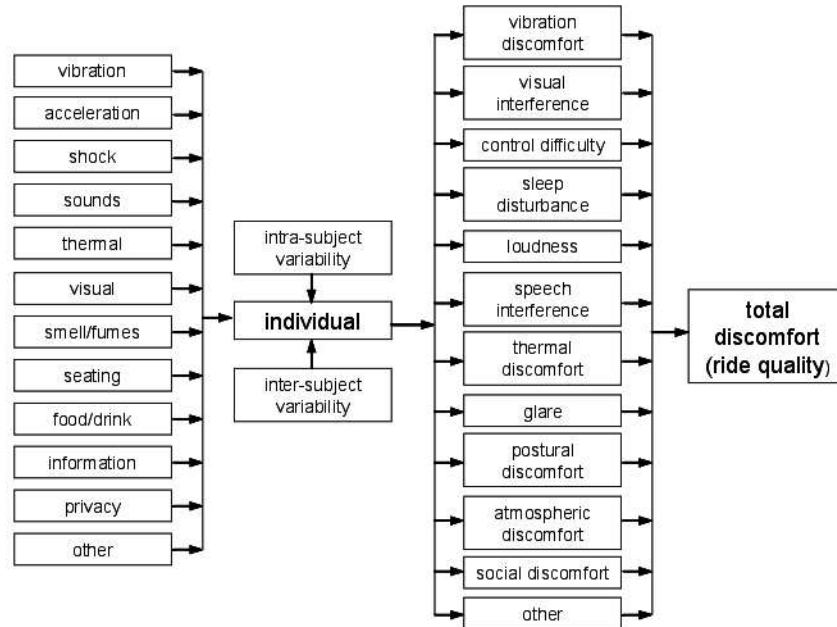 vibration
acceleration
shock
sounds
thermal
visual
smell/fumes
seating
food/drink
information
privacy
other
intra-subject
variability
individual
inter-subject
variability
vibration
discomfort
visual
interference
control difficulty
sleep
disturbance
loudness
speech
interference
thermal
discomfort
glare
postural
discomfort
atmospheric
discomfort
social discomfort
other
total
discomfort
(ride quality)